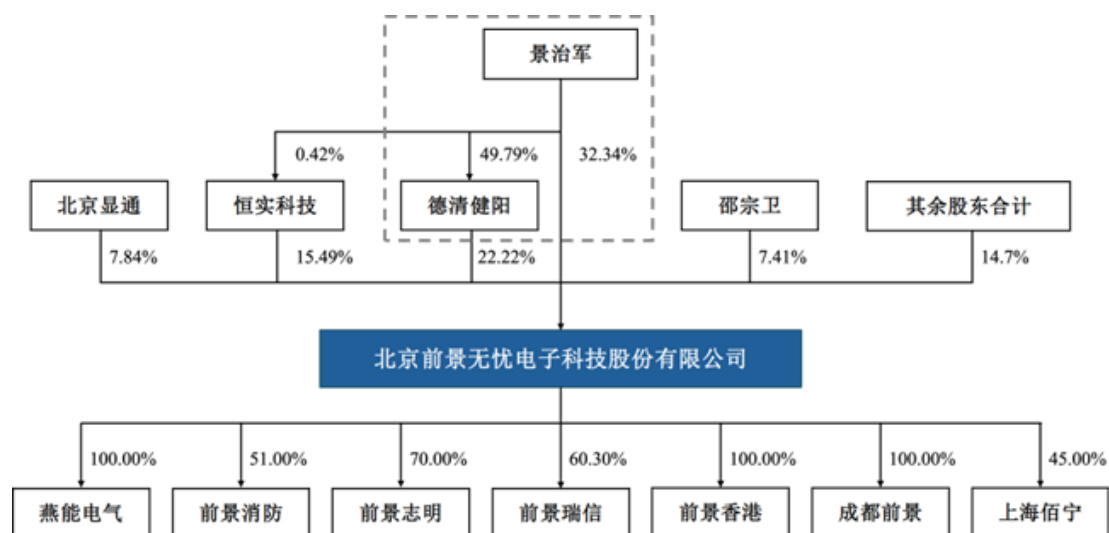 景治军
0.42%
49.79%
32.34%
北京显通
恒实科技
德清健阳
邵宗卫
其余股东合计
7.84%
15.49%
22.22%
7.41%
14.7%
北京前景无忧电子科技股份有限公司
100.00%
51.00%
70.00%
60.30%
100.00%
100.00%
45.00%
燕能电气
前景消防
前景志明
前景瑞信
前景香港
成都前景
上海佰宁